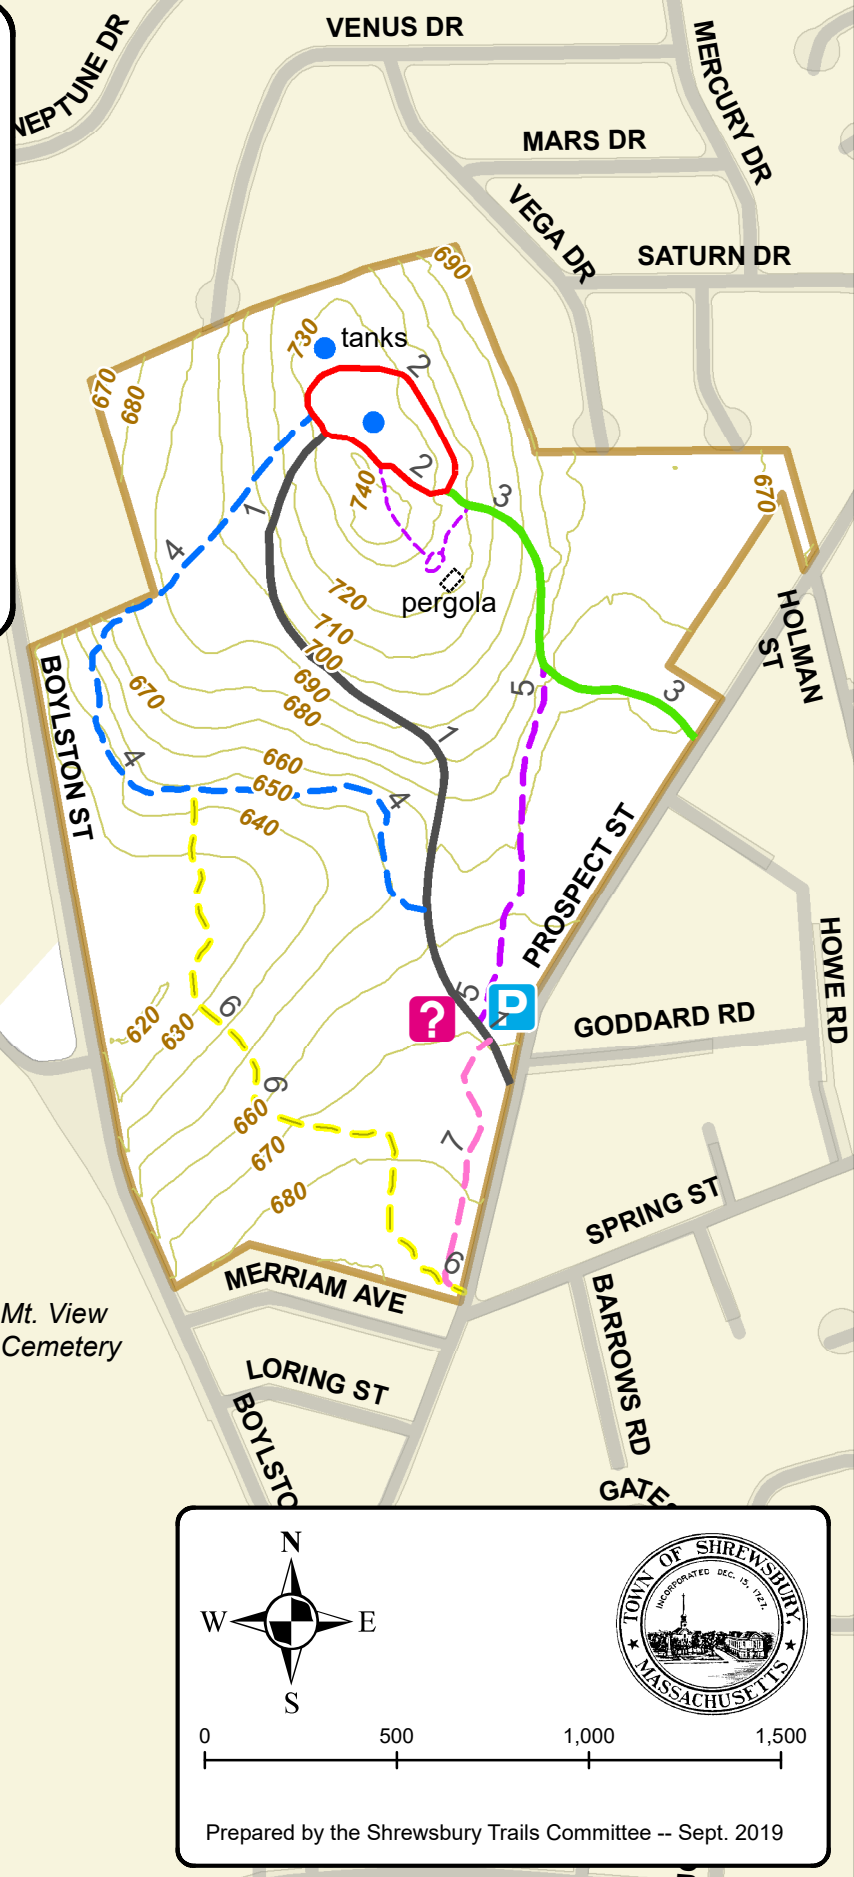 VENUS DR
NEPTUNE DR
MERCURY DR
MARS DR
VEGA DR
SATURN DR
690
730
tanks
2
670
680
2
740
3
670
1
4
720
pergola
710
700
HOLMAN
ST
690
680
670
5
3
BOYLSTON ST
1
4
660
650
4
640
PROSPECT ST
HOWE RD
5
P
?
1
GODDARD RD
6
620
630
6
660
7
670
680
SPRING ST
6
MERRIAM AVE
BARROWS RD
Mt. View
Cemetery
LORING ST
BOYLSTO
GATES
N
W E
S
TOWN OF SHREWSBURY,
INCORPORATED DEC. 15, 1727.
MASSACHUSETTS
0 500 1,000 1,500
Prepared by the Shrewsbury Trails Committee -- Sept. 2019